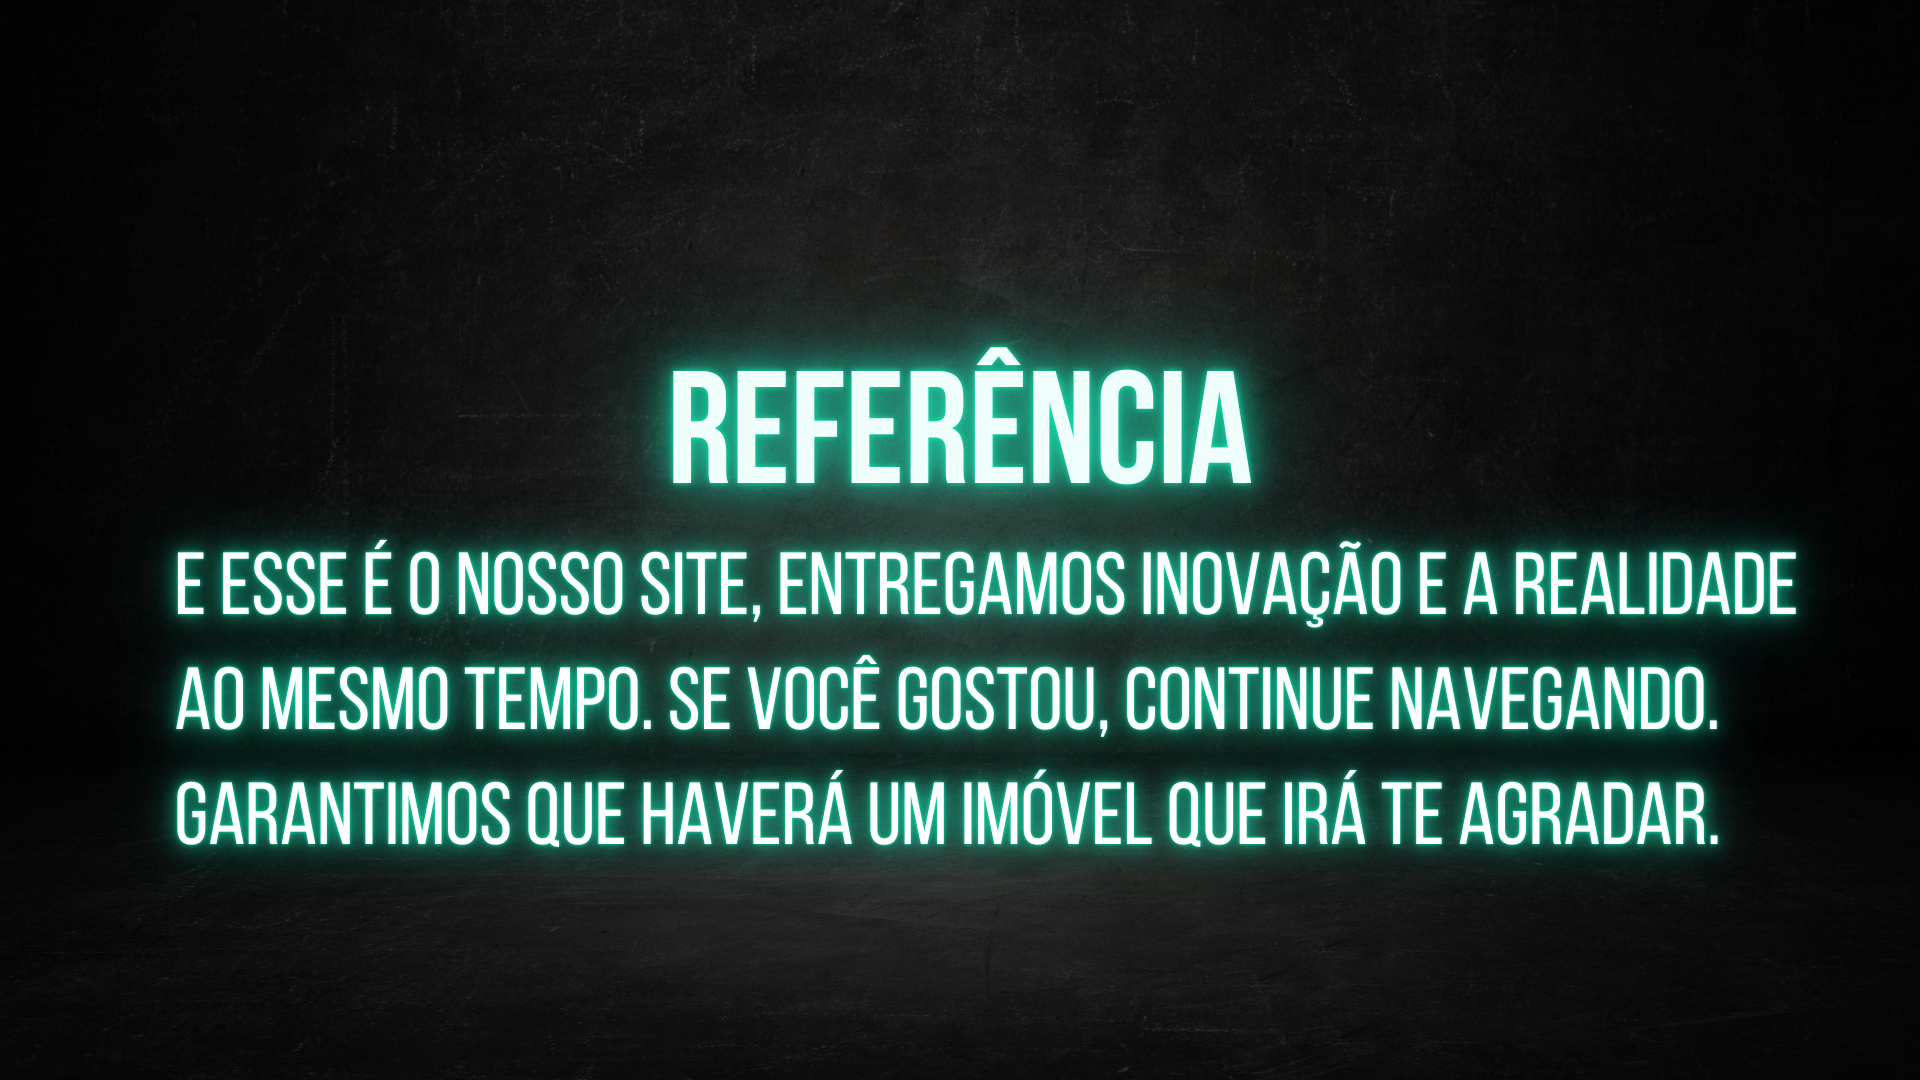 REFERÊNCIA
E ESSE É O NOSSO SITE, ENTREGAMOS INOVAÇÃO E A REALIDADE
AO MESMO TEMPO. SE VOCÊ GOSTOU, CONTINUE NAVEGANDO.
GARANTIMOS QUE HAVERÁ UM IMÓVEL QUE IRÁ TE AGRADAR.